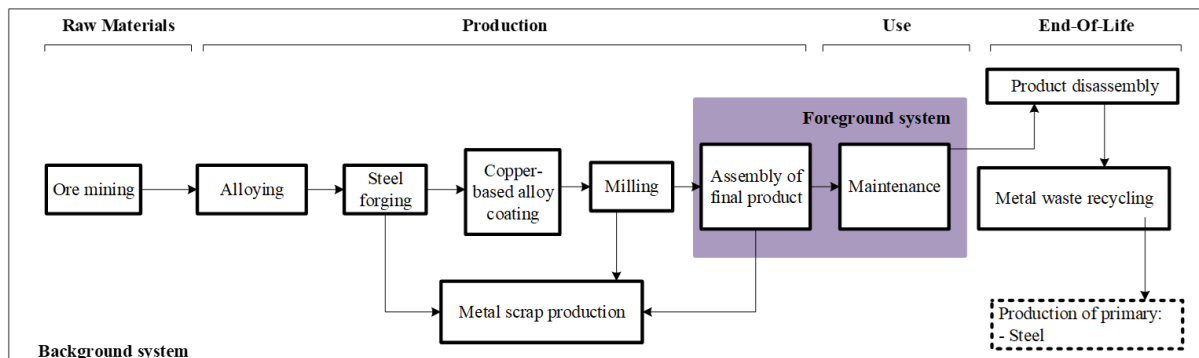 Raw Materials
Production
Use
End-Of-Life
Product disassembly
Foreground system
Ore mining
Alloying
Steel
forging
Copper-
based alloy
coating
Milling
Assembly of
final product
Maintenance
Metal waste recycling
Metal scrap production
Production of primary:
- Steel
Background system